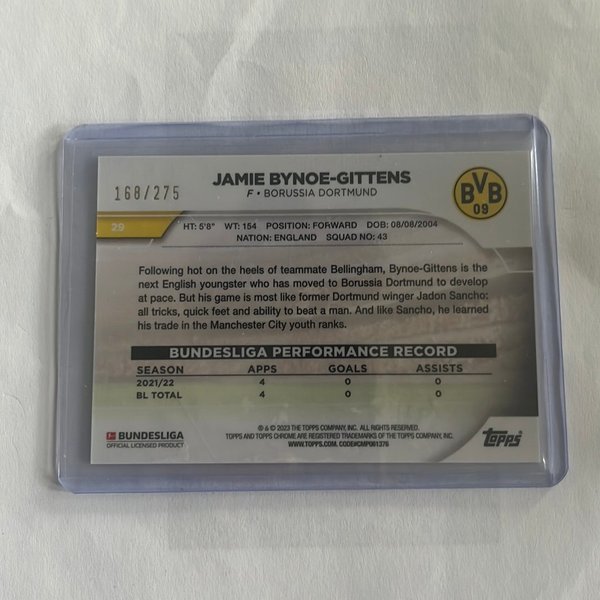 168/275
JAMIE BYNOE-GITTENS
F • BORUSSIA DORTMUND
BVB
09
29
HT: 5'8" WT: 154 POSITION: FORWARD DOB: 08/08/2004
NATION: ENGLAND SQUAD NO: 43
Following hot on the heels of teammate Bellingham, Bynoe-Gittens is the
next English youngster who has moved to Borussia Dortmund to develop
at pace. But his game is most like former Dortmund winger Jadon Sancho:
all tricks, quick feet and ability to beat a man. And like Sancho, he learned
his trade in the Manchester City youth ranks.
BUNDESLIGA PERFORMANCE RECORD
SEASON APPS GOALS ASSISTS
2021/22 4 0 0
BL TOTAL 4 0 0
® & © 2023 THE TOPPS COMPANY, INC. ALL RIGHTS RESERVED.
TOPPS AND TOPPS CHROME ARE REGISTERED TRADEMARKS OF THE TOPPS COMPANY, INC.
WWW.TOPPS.COM. CODE#CMP061376
BUNDESLIGA
OFFICIAL LICENSED PRODUCT
topps